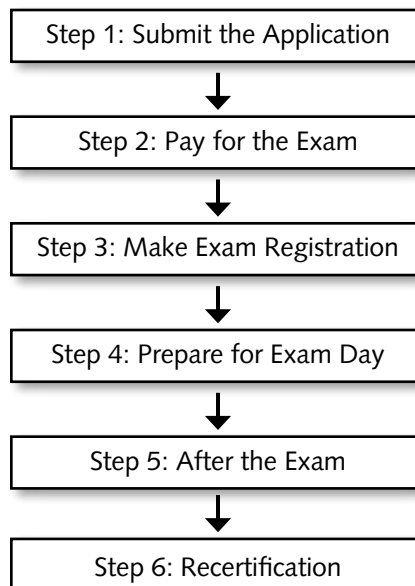 Step 1: Submit the Application
Step 2: Pay for the Exam
Step 3: Make Exam Registration
Step 4: Prepare for Exam Day
Step 5: After the Exam
Step 6: Recertification